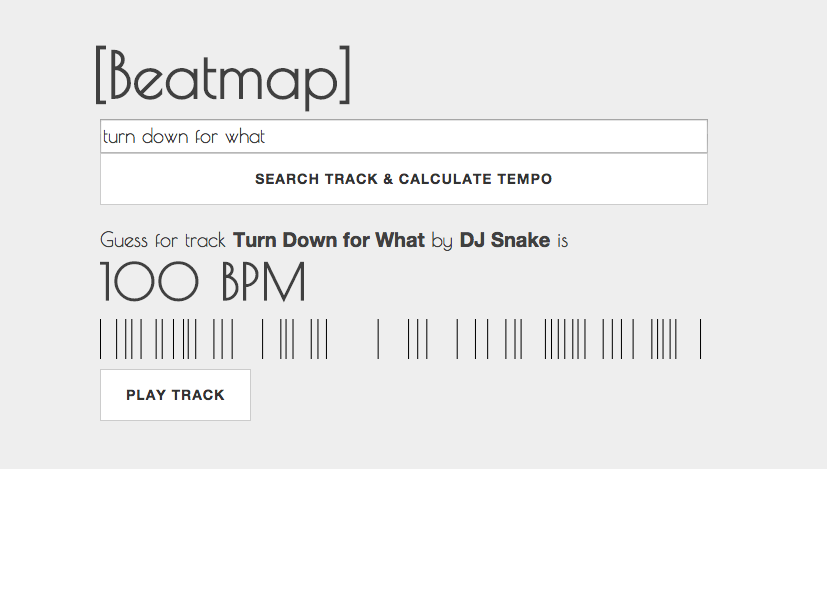 [Beatmap]
turn down for what
SEARCH TRACK & CALCULATE TEMPO
Guess for track Turn Down for What by DJ Snake is
100 BPM
PLAY TRACK